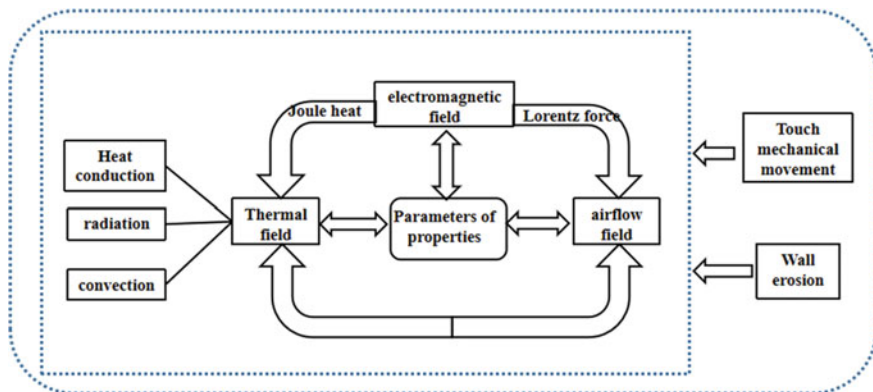 electromagnetic
field
Joule heat
Lorentz force
Heat
conduction
radiation
convection
Thermal
field
Parameters of
properties
airflow
field
Touch
mechanical
movement
Wall
erosion